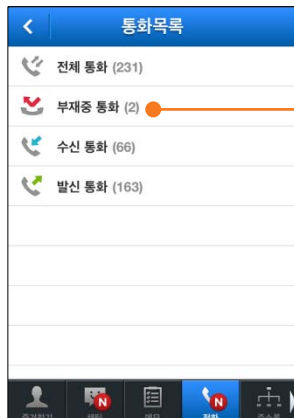 통화목록
전체 통화 (231)
부재중 통화 (2)
수신 통화 (66)
발신 통화 (163)
N
N